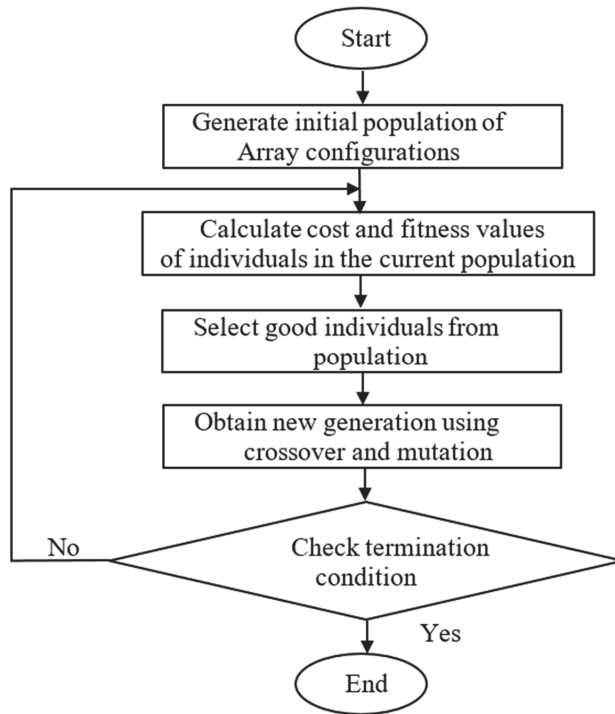 Start
Generate initial population of
Array configurations
Calculate cost and fitness values
of individuals in the current population
Select good individuals from
population
Obtain new generation using
crossover and mutation
No
Check termination
condition
Yes
End